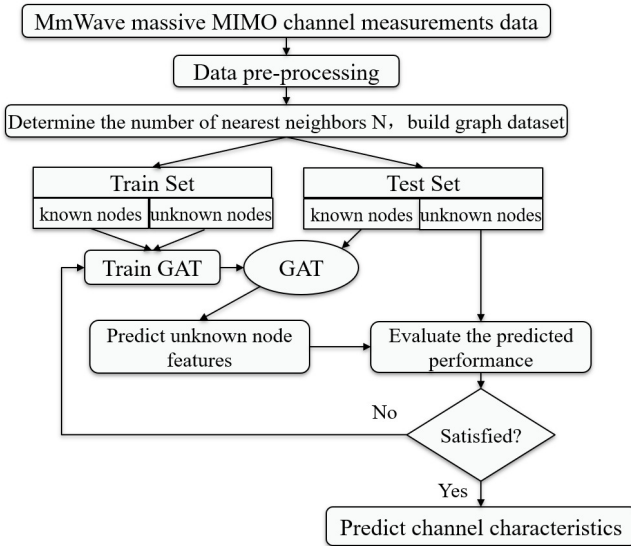 MmWave massive MIMO channel measurements data
Data pre-processing
Determine the number of nearest neighbors N，build graph dataset
Train Set
Test Set
known nodes
unknown nodes
known nodes
unknown nodes
Train GAT
GAT
Predict unknown node
features
Evaluate the predicted
performance
No
Satisfied?
Yes
Predict channel characteristics